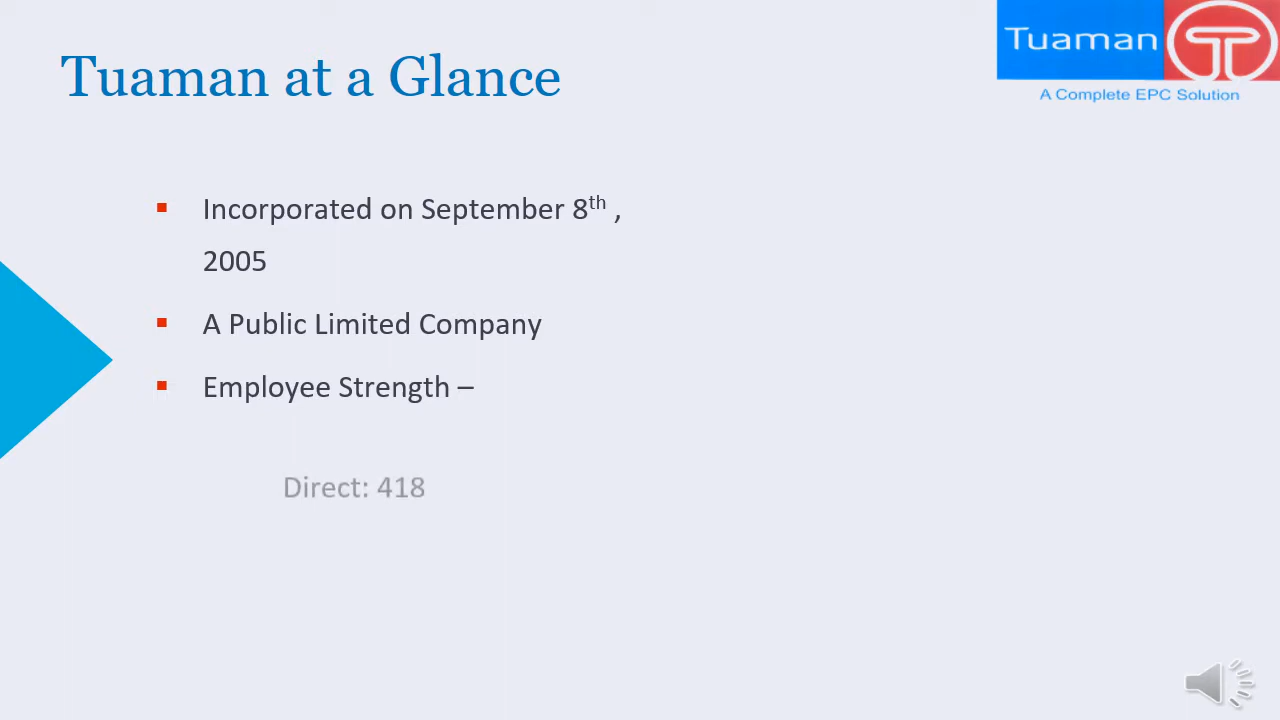 Tuaman at a Glance
Tuaman
A Complete EPC Solution
Incorporated on September 8th ,
2005
A Public Limited Company
Employee Strength –
Direct: 418